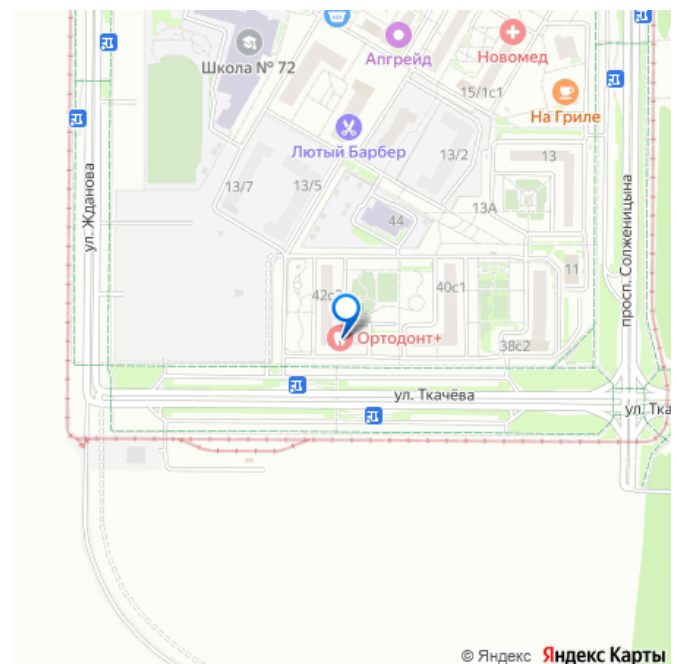 Школа № 72
Апгрейд
Новомед
15/1с1
На Гриле
Лютый Барбер
13/2
13
13/7
13/5
13А
44
ул. Жданова
просп. Солженицына
11
40с1
Ортодонт+
38с2
ул. Ткачёва
ул. Тка
© Яндекс Яндекс Карты